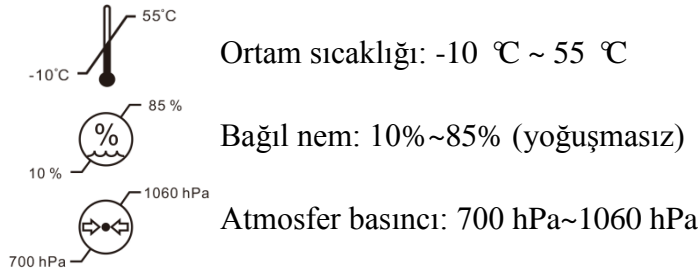 55°C
-10°C
Ortam sıcaklığı: -10 ℃ ~ 55 ℃
85 %
%
10 %
Bağıl nem: 10%~85% (yoğuşmasız)
1060 hPa
700 hPa
Atmosfer basıncı: 700 hPa~1060 hPa